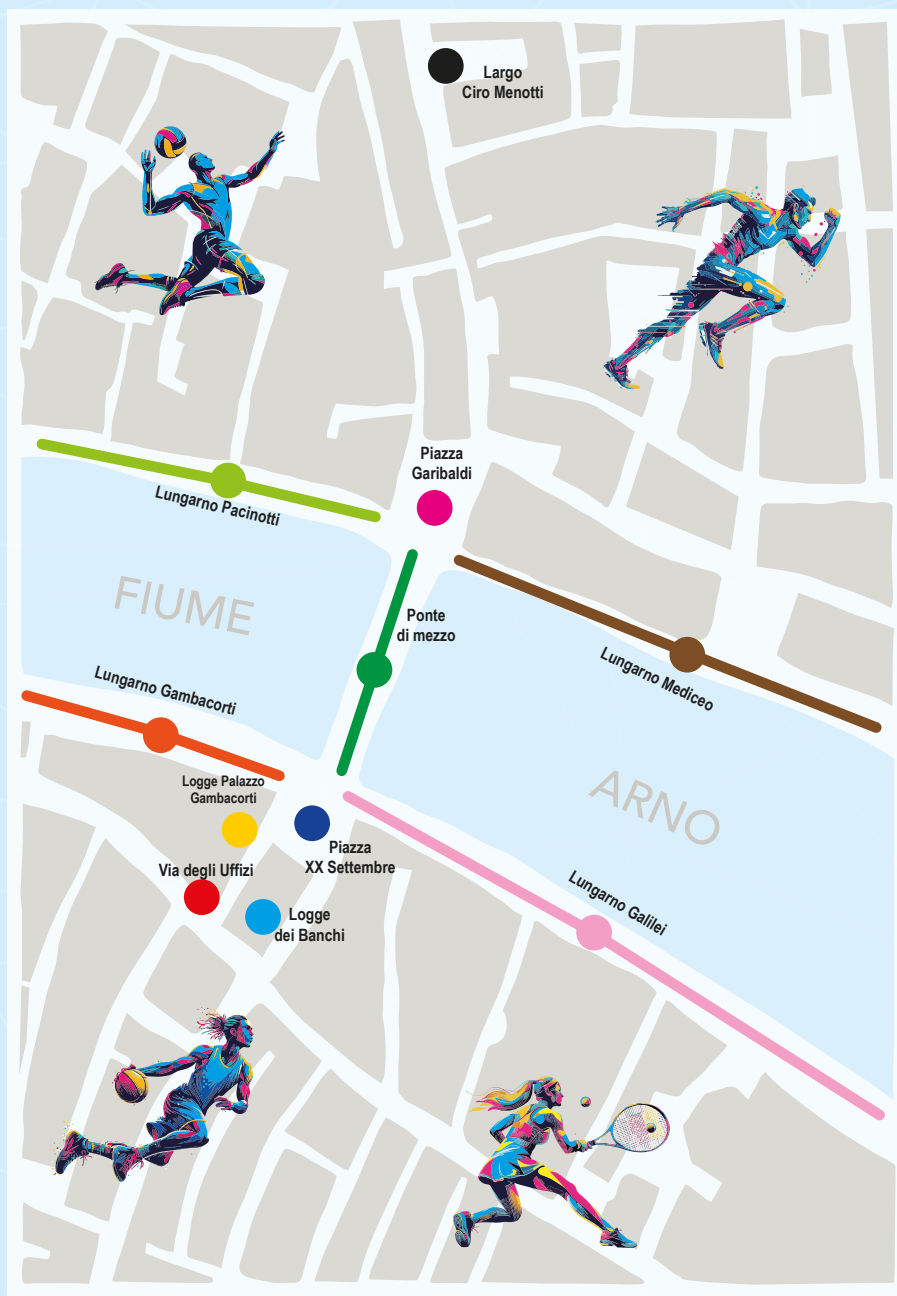 Largo
Ciro Menotti
Piazza
Garibaldi
Lungarno Pacinotti
FIUME
Ponte
di mezzo
Lungarno Mediceo
Lungarno Gambacorti
Logge Palazzo
Gambacorti
ARNO
Piazza
XX Settembre
Via degli Uffizi
Logge
dei Banchi
Lungarno Galilei